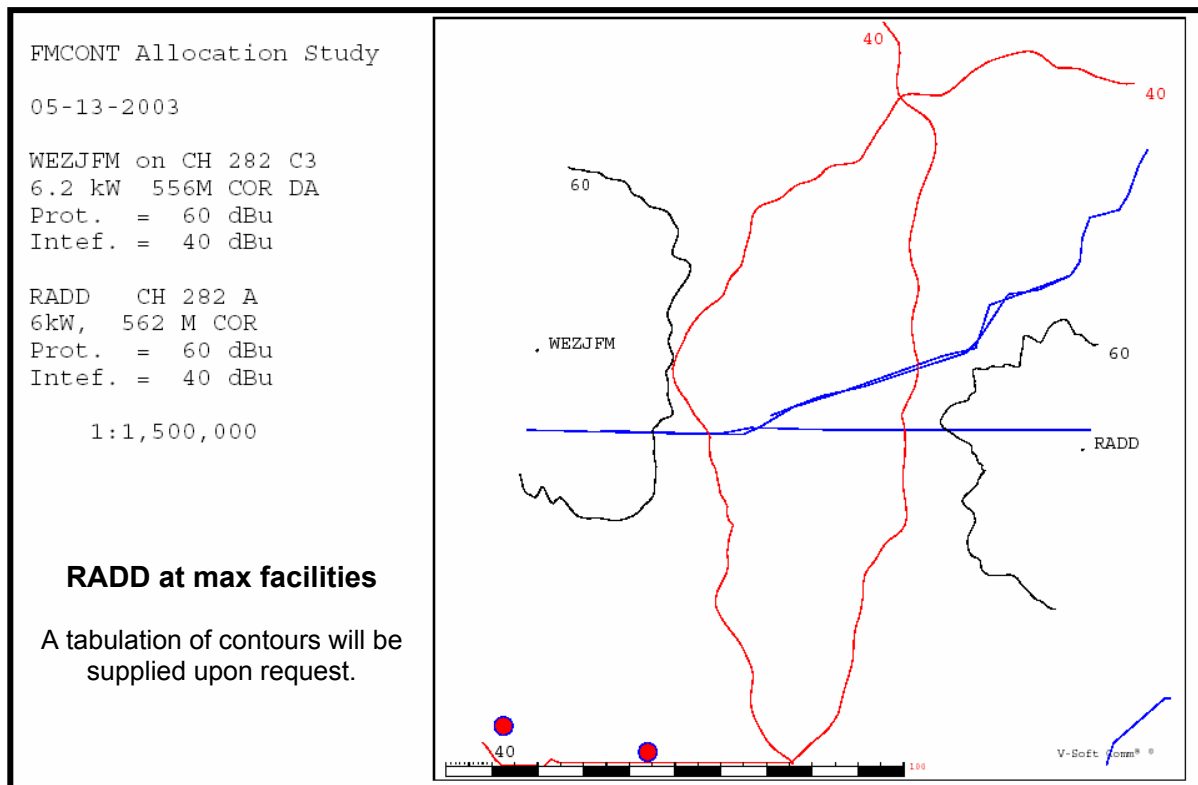 FMCONT Allocation Study
05-13-2003
WEZJFM on CH 282 C3
6.2 kW 556M COR DA
Prot. = 60 dBu
Intef. = 40 dBu
RADD CH 282 A
6kW, 562 M COR
Prot. = 60 dBu
Intef. = 40 dBu
1:1,500,000
RADD at max facilities
A tabulation of contours will be
supplied upon request.
40
40
60
WEZJFM
60
RADD
40
V-Soft Comm® ®
100